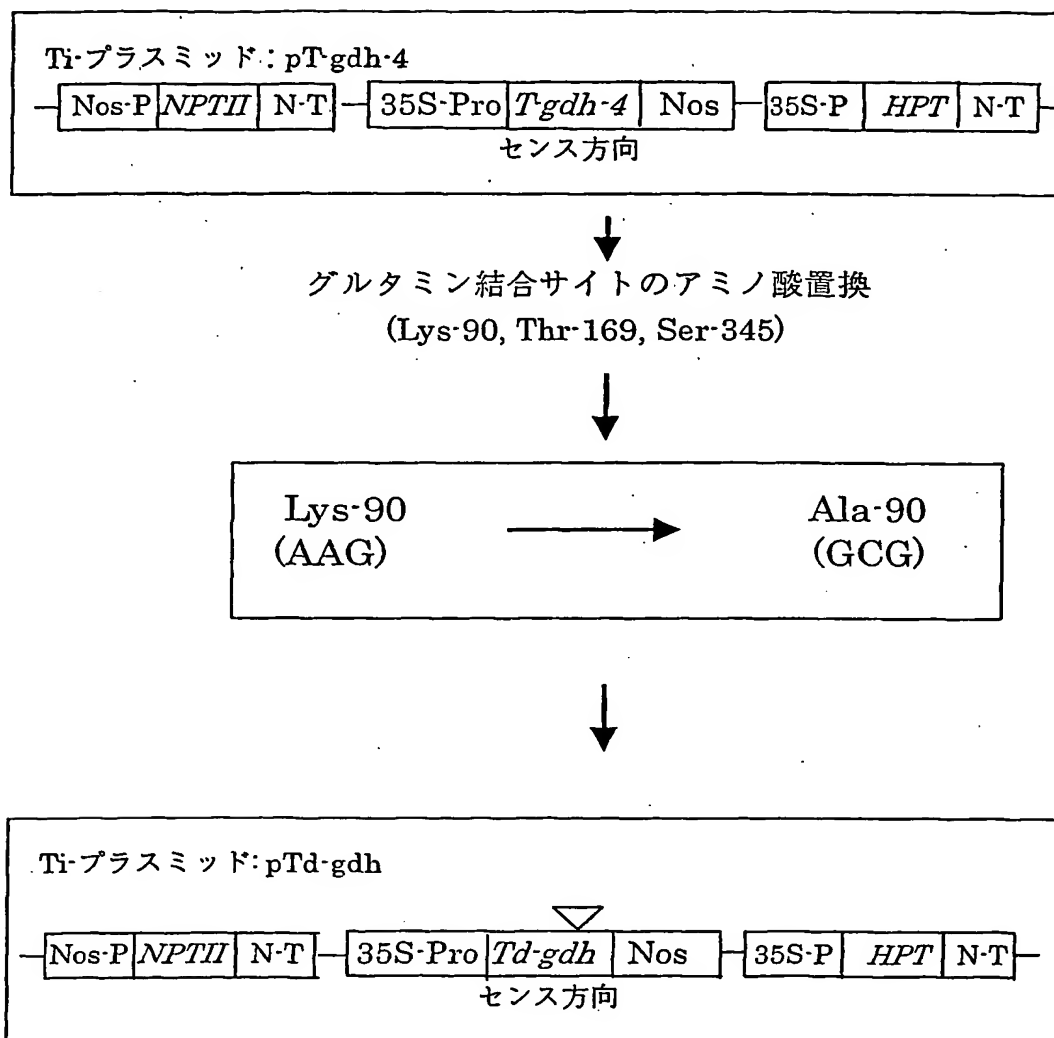 Ti-プラスミッド：pT-gdh-4
Nos-P NPTII N-T 35S-Pro T-gdh-4 Nos 35S-P HPT N-T
センス方向
グルタミン結合サイトのアミノ酸置換
(Lys-90, Thr-169, Ser-345)
Lys-90 Ala-90
(AAG) (GCG)
Ti-プラスミッド: pTd-gdh
Nos-P NPTII N-T 35S-Pro Td-gdh Nos 35S-P HPT N-T
センス方向